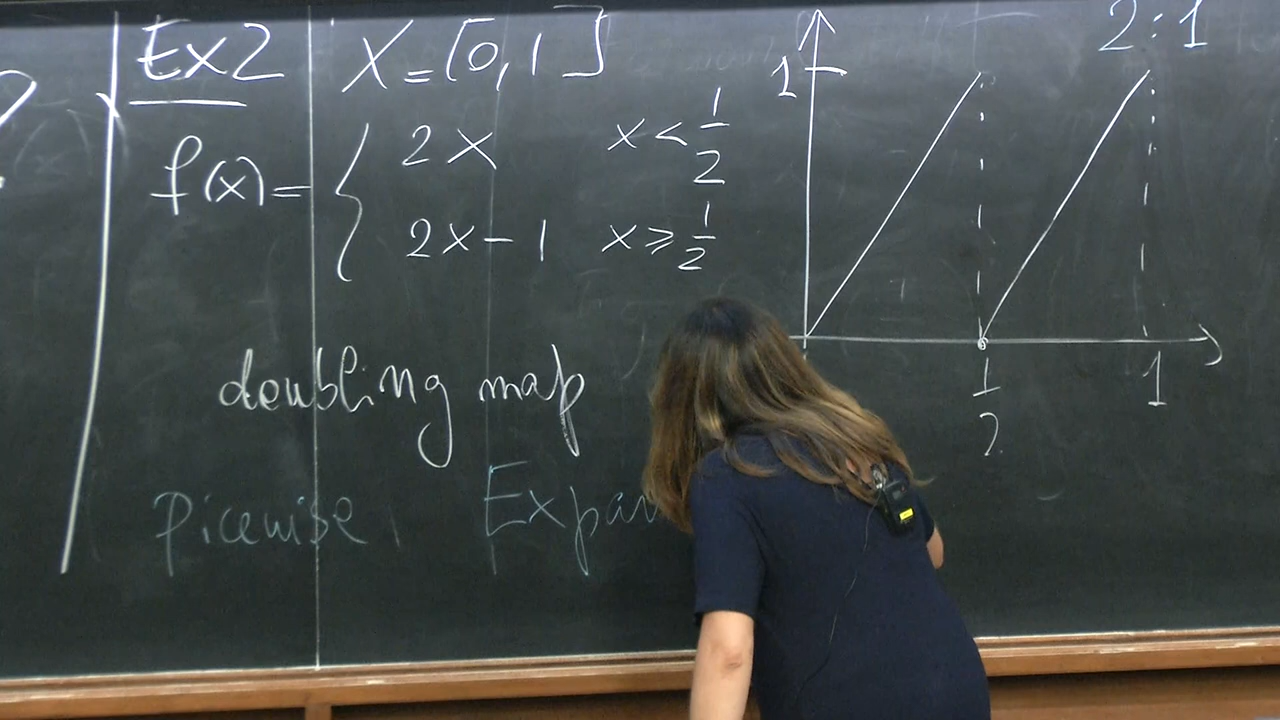 Ex2 X = [0,1]
f(x) = { 2x x < 1/2
2x - 1 x ⩾ 1/2
doubling map
Picewise Expan
2:1
1
1/2 1